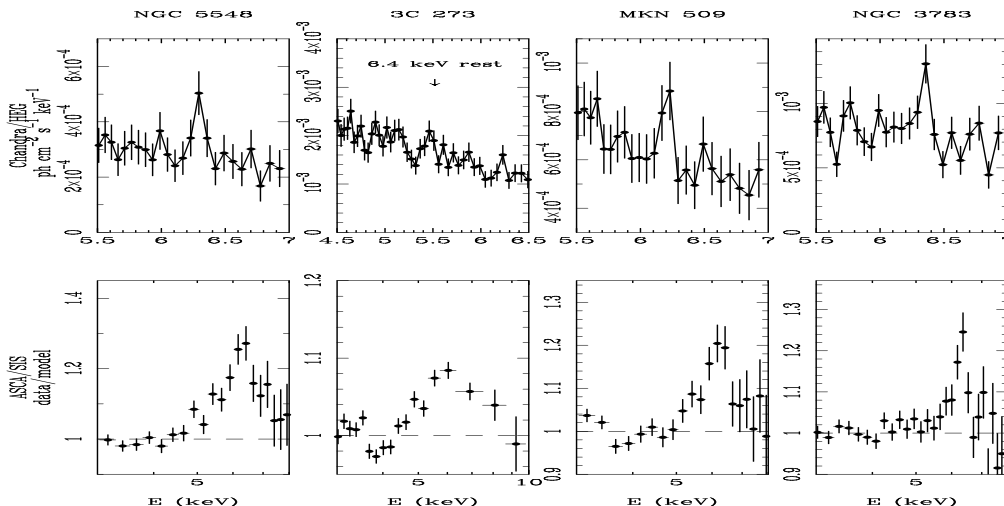 NGC 5548 3C 273 MKN 509 NGC 3783
Chandra/HEG
ph cm⁻² s⁻¹ keV⁻¹
6×10⁻⁴
4×10⁻⁴
2×10⁻⁴
0
5.5 6 6.5 7
4×10⁻³
3×10⁻³
2×10⁻³
10⁻³
0
6.4 keV rest
↓
4.5 5 5.5 6 6.5
10⁻³
8×10⁻⁴
6×10⁻⁴
4×10⁻⁴
5.5 6 6.5 7
10⁻³
5×10⁻⁴
0
5.5 6 6.5 7
ASCA/SIS
data/model
1.4
1.2
1
5
E (keV)
1.2
1.1
1
5 10
E (keV)
1.3
1.2
1.1
1
0.9
5
E (keV)
1.3
1.2
1.1
1
0.9
5
E (keV)